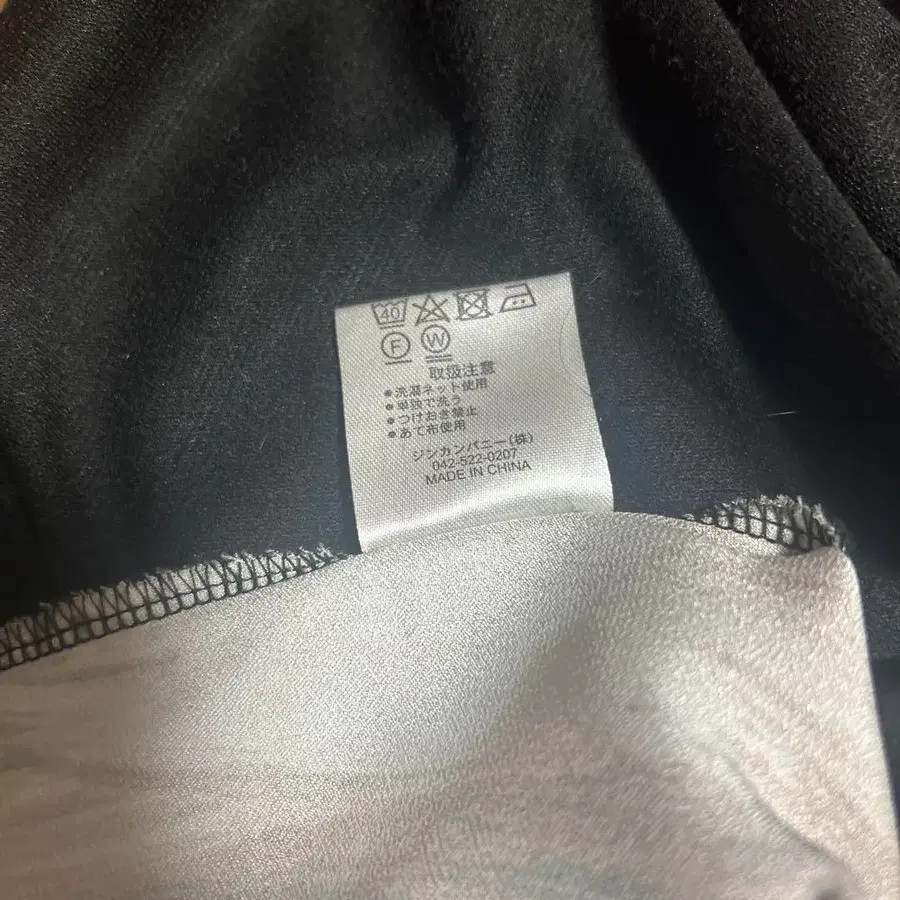 40
F W
取扱注意
●洗濯ネット使用
●単独で洗う
●つけおき禁止
●あて布使用
ジンカンパニー(株)
042-522-0207
MADE IN CHINA